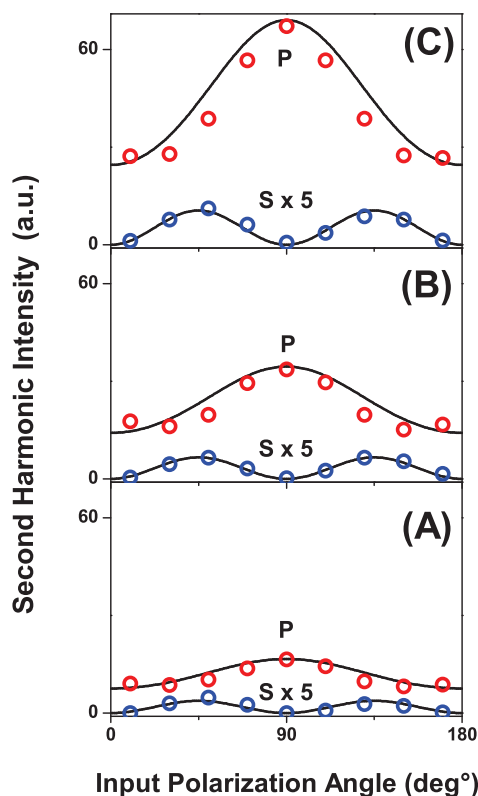 60
(C)
P
S x 5
0
60
(B)
P
S x 5
0
60
(A)
P
S x 5
0
0
90
180
Second Harmonic Intensity (a.u.)
Input Polarization Angle (deg°)